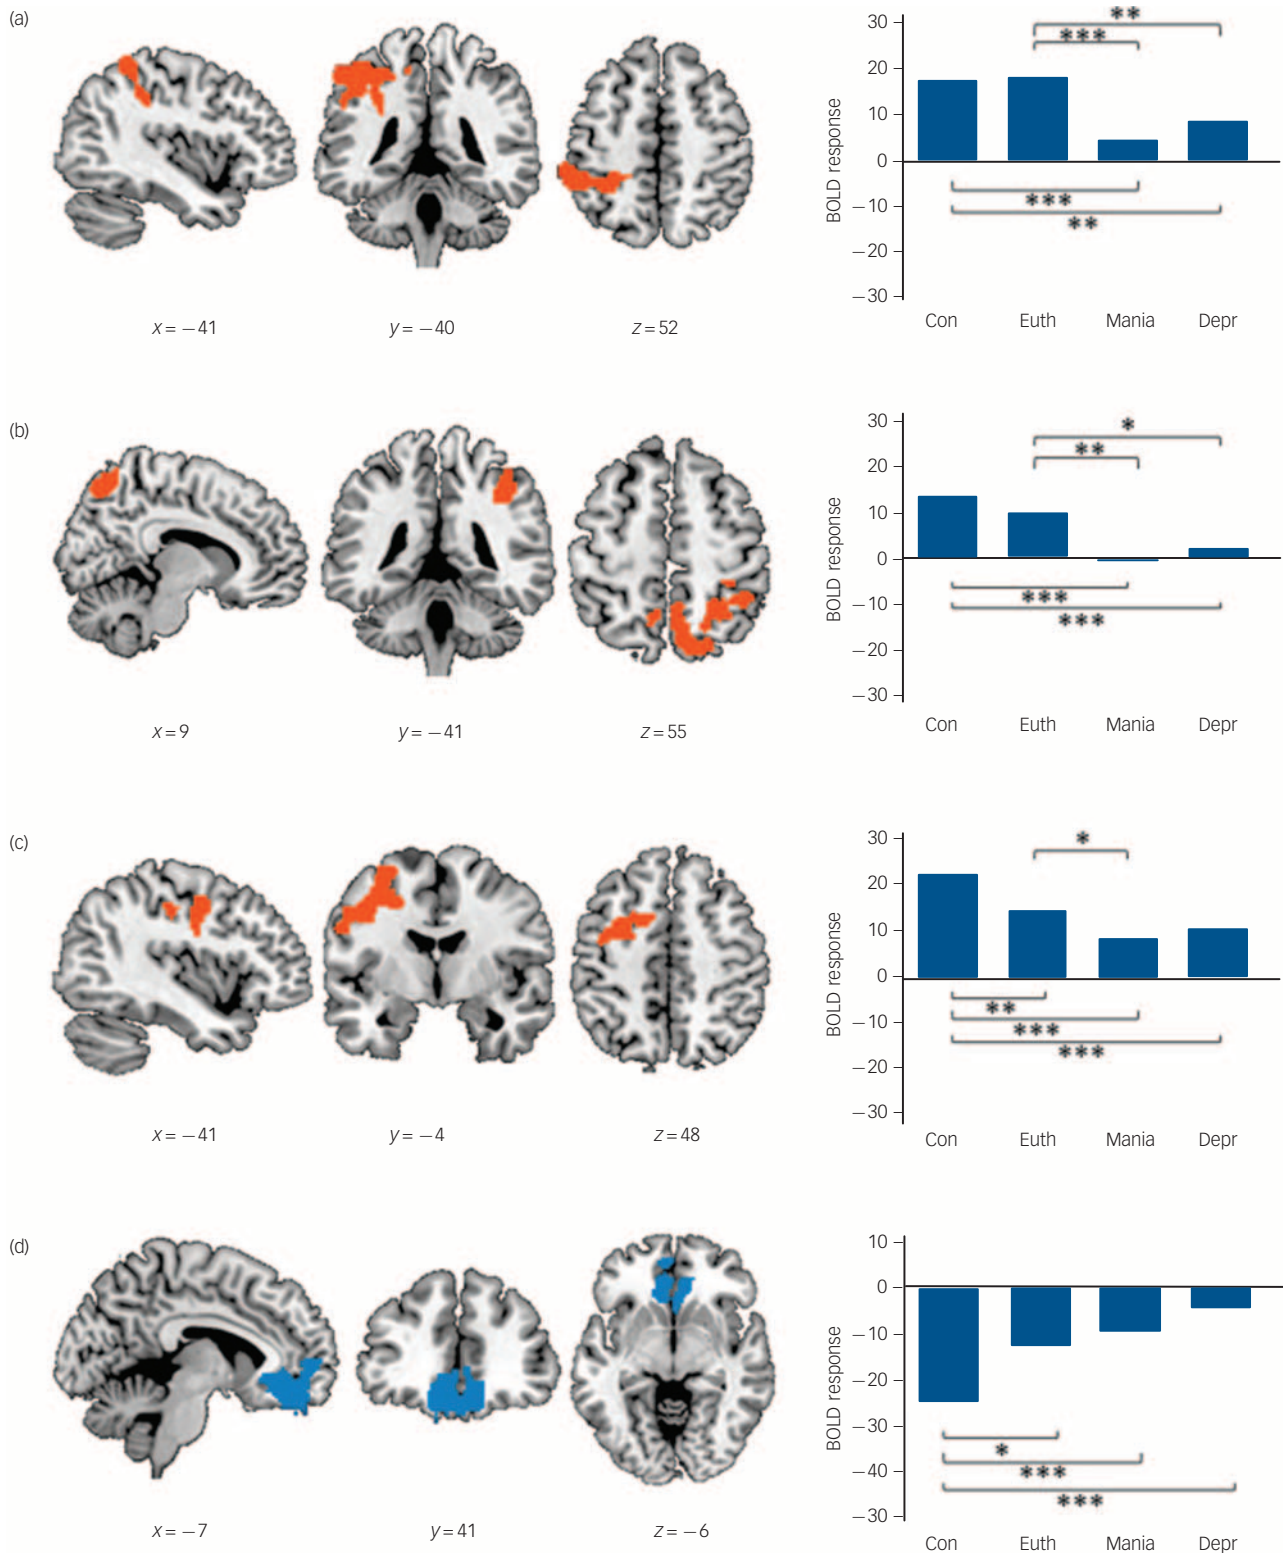 (a)
30
20
10
0
−10
−20
−30
BOLD response
**
***
***
**
Con Euth Mania Depr
x = −41 y = −40 z = 52
(b)
30
20
10
0
−10
−20
−30
BOLD response
*
**
***
***
Con Euth Mania Depr
x = 9 y = −41 z = 55
(c)
30
20
10
0
−10
−20
−30
BOLD response
*
**
***
***
Con Euth Mania Depr
x = −41 y = −4 z = 48
(d)
10
0
−10
−20
−30
−40
−30
BOLD response
*
***
***
Con Euth Mania Depr
x = −7 y = 41 z = −6